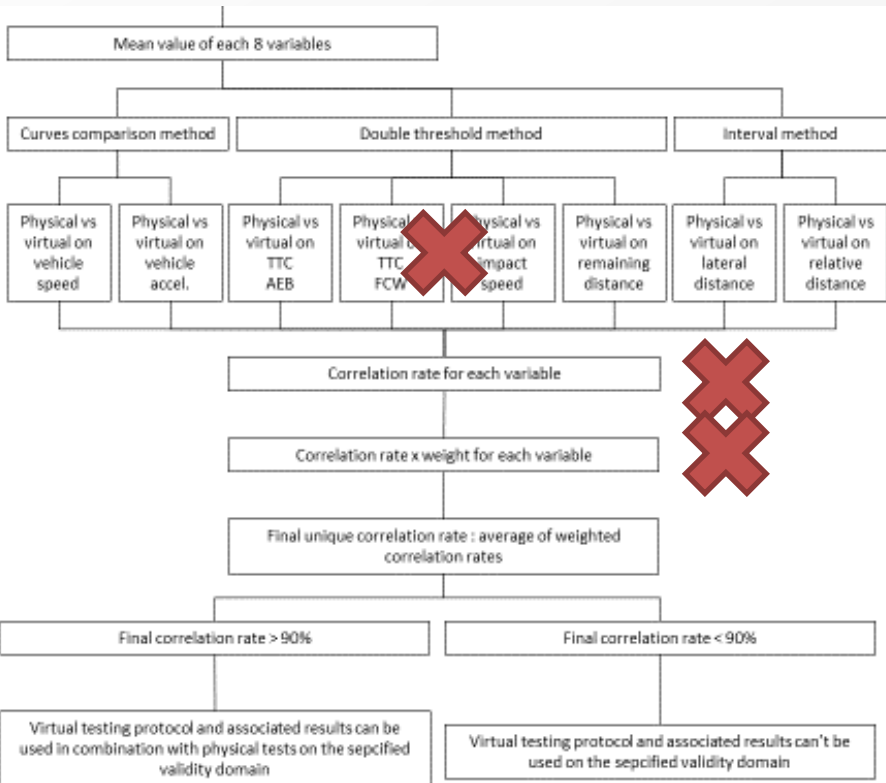 Mean value of each 8 variables
Curves comparison method
Double threshold method
Interval method
Physical vs
virtual on
vehicle
speed
Physical vs
virtual on
vehicle
accel.
Physical vs
virtual on
TTC
AEB
Physical
virtual
TTC
FCW
vs
on
impact
speed
Physical vs
virtual on
remaining
distance
Physical vs
virtual on
lateral
distance
Physical vs
virtual on
relative
distance
Correlation rate for each variable
Correlation rate x weight for each variable
Final unique correlation rate : average of weighted
correlation rates
Final correlation rate > 90%
Final correlation rate < 90%
Virtual testing protocol and associated results can be
used in combination with physical tests on the sepcified
validity domain
Virtual testing protocol and associated results can't be
used on the sepcified validity domain